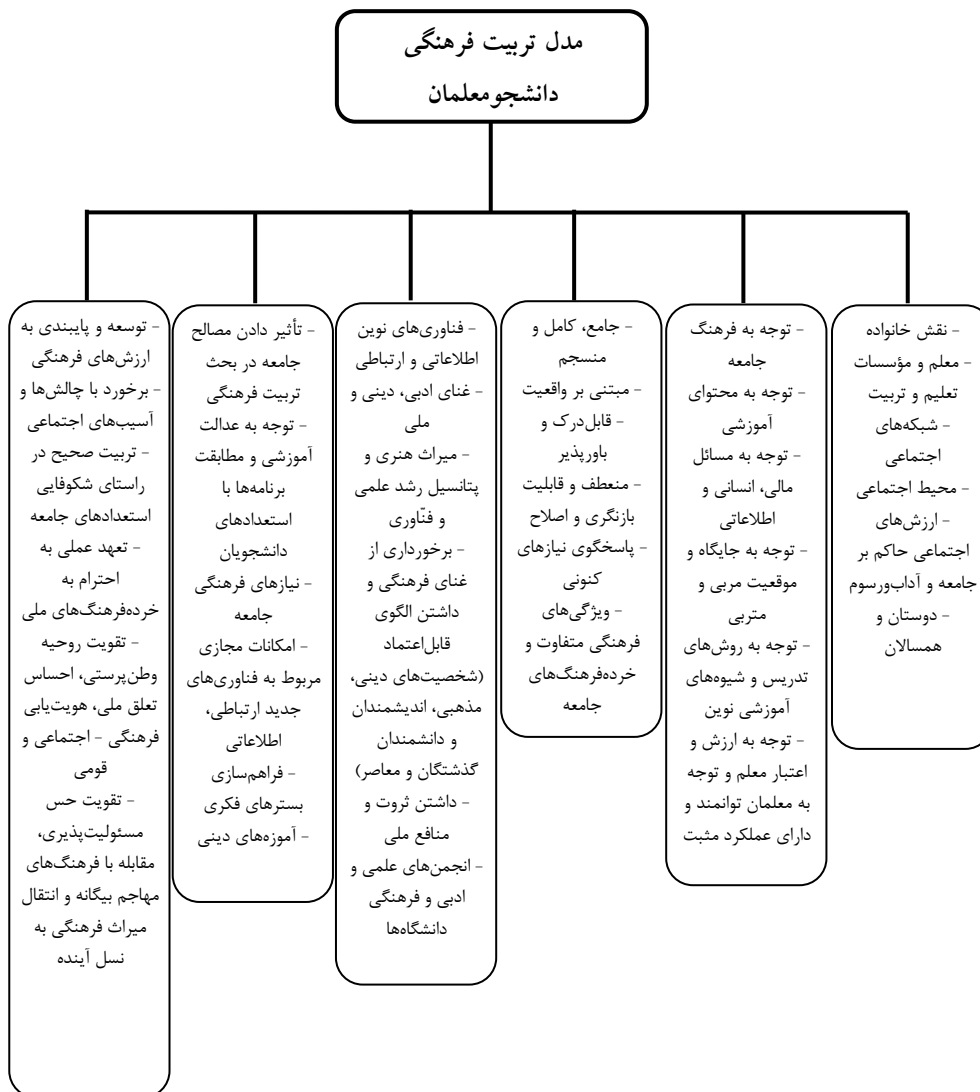 مدل تربیت فرهنگی
دانشجومعلمان
- نقش خانواده
- معلم و مؤسسات
تعلیم و تربیت
- شبکه‌های
اجتماعی
- محیط اجتماعی
- ارزش‌های
اجتماعی حاکم بر
جامعه و آداب‌ورسوم
- دوستان و
همسالان
- توجه به فرهنگ
جامعه
- توجه به محتوای
آموزشی
- توجه به مسائل
مالی، انسانی و
اطلاعاتی
- توجه به جایگاه و
موقعیت مربی و
متربی
- توجه به روش‌های
تدریس و شیوه‌های
آموزشی نوین
- توجه به ارزش و
اعتبار معلم و توجه
به معلمان توانمند و
دارای عملکرد مثبت
- جامع، کامل و
منسجم
- مبتنی بر واقعیت
- قابل‌درک و
باورپذیر
- منعطف و قابلیت
بازنگری و اصلاح
- پاسخگوی نیازهای
کنونی
- ویژگی‌های
فرهنگی متفاوت و
خرده‌فرهنگ‌های
جامعه
- فناوری‌های نوین
اطلاعاتی و ارتباطی
- غنای ادبی، دینی و
ملی
- میراث هنری و
پتانسیل رشد علمی
و فنّاوری
- برخورداری از
غنای فرهنگی و
داشتن الگوی
قابل‌اعتماد
(شخصیت‌های دینی،
مذهبی، اندیشمندان
و دانشمندان
گذشتگان و معاصر)
- داشتن ثروت و
منافع ملی
- انجمن‌های علمی و
ادبی و فرهنگی
دانشگاه‌ها
- تأثیر دادن مصالح
جامعه در بحث
تربیت فرهنگی
- توجه به عدالت
آموزشی و مطابقت
برنامه‌ها با
استعدادهای
دانشجویان
- نیازهای فرهنگی
جامعه
- امکانات مجازی
مربوط به فناوری‌های
جدید ارتباطی،
اطلاعاتی
- فراهم‌سازی
بسترهای فکری
- آموزه‌های دینی
- توسعه و پایبندی به
ارزش‌های فرهنگی
- برخورد با چالش‌ها و
آسیب‌های اجتماعی
- تربیت صحیح در
راستای شکوفایی
استعدادهای جامعه
- تعهد عملی به
احترام به
خرده‌فرهنگ‌های ملی
- تقویت روحیه
وطن‌پرستی، احساس
تعلق ملی، هویت‌یابی
فرهنگی - اجتماعی و
قومی
- تقویت حس
مسئولیت‌پذیری،
مقابله با فرهنگ‌های
مهاجم بیگانه و انتقال
میراث فرهنگی به
نسل آینده